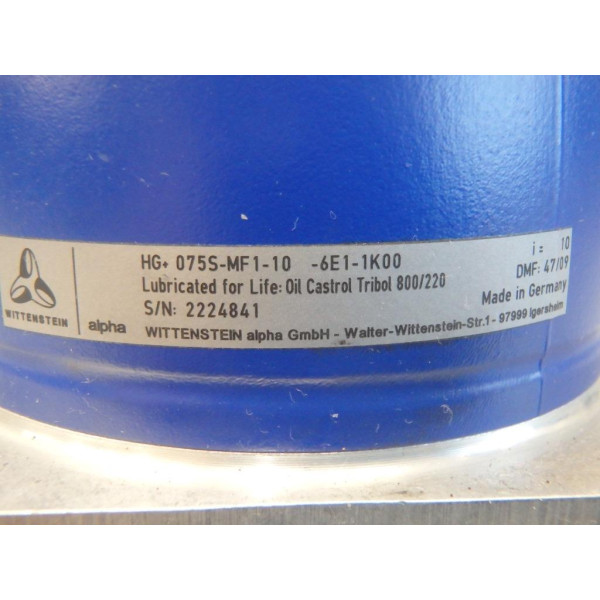 HG+ 075S-MF1-10 -6E1-1K00 i = 10
Lubricated for Life: Oil Castrol Tribol 800/220 DMF: 47/09
S/N: 2224841 Made in Germany
WITTENSTEIN alpha WITTENSTEIN alpha GmbH - Walter-Wittenstein-Str.1 - 97999 Igersheim